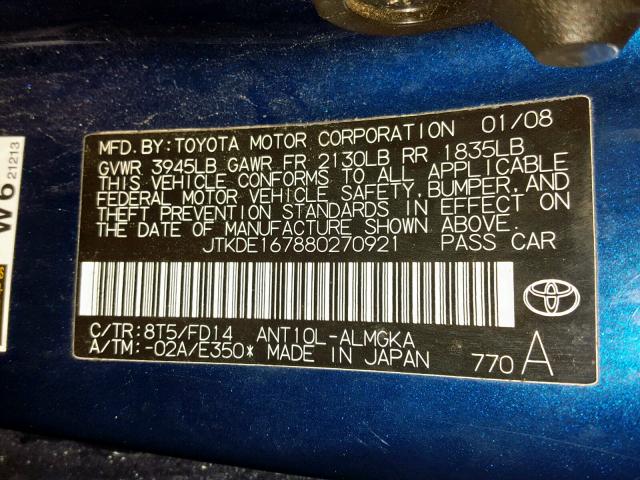 MFD.BY:TOYOTA MOTOR CORPORATION 01/08
GVWR 3945LB GAWR FR 2130LB RR 1835LB
THIS VEHICLE CONFORMS TO ALL APPLICABLE
FEDERAL MOTOR VEHICLE SAFETY, BUMPER, AND
THEFT PREVENTION STANDARDS IN EFFECT ON
THE DATE OF MANUFACTURE SHOWN ABOVE.
JTKDE167880270921 PASS CAR
C/TR:8T5/FD14 ANT10L-ALMGKA
A/TM:-02A/E350* MADE IN JAPAN 770 A
W6 21213